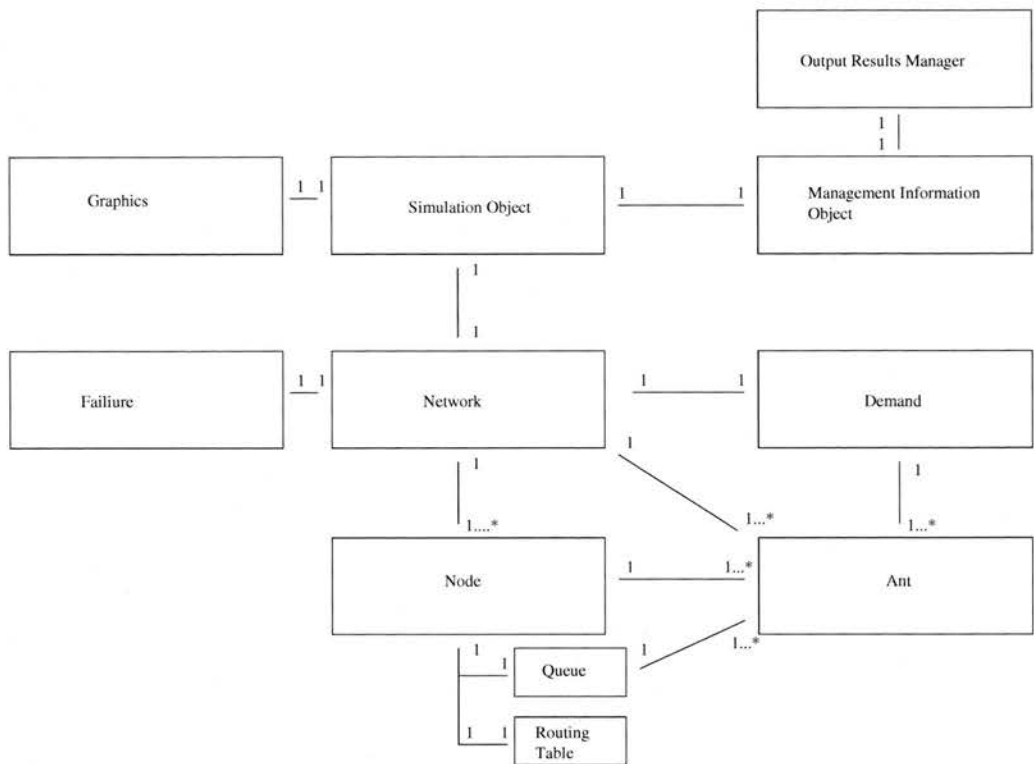 Output Results Manager
1
1
Graphics
1 1
Simulation Object
1 1
Management Information
Object
1
1
Failiure
1 1
Network
1 1
Demand
1
1
1
1....*
1...*
1...*
Node
1 1...*
Ant
1
1
1
1...*
Queue
1 1
Routing
Table